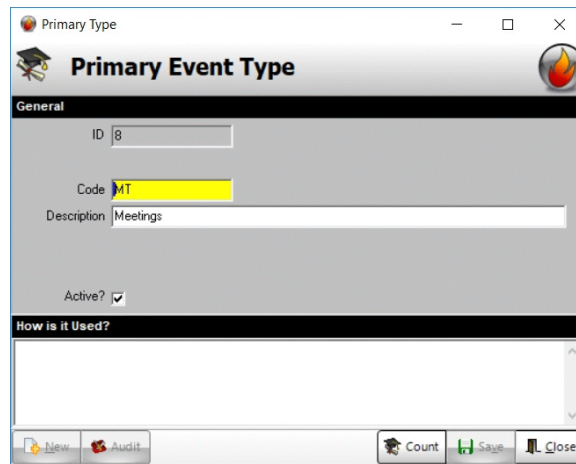 Primary Type
Primary Event Type
General
ID 8
Code MT
Description Meetings
Active?
How is it Used?
New Audit Count Save Close